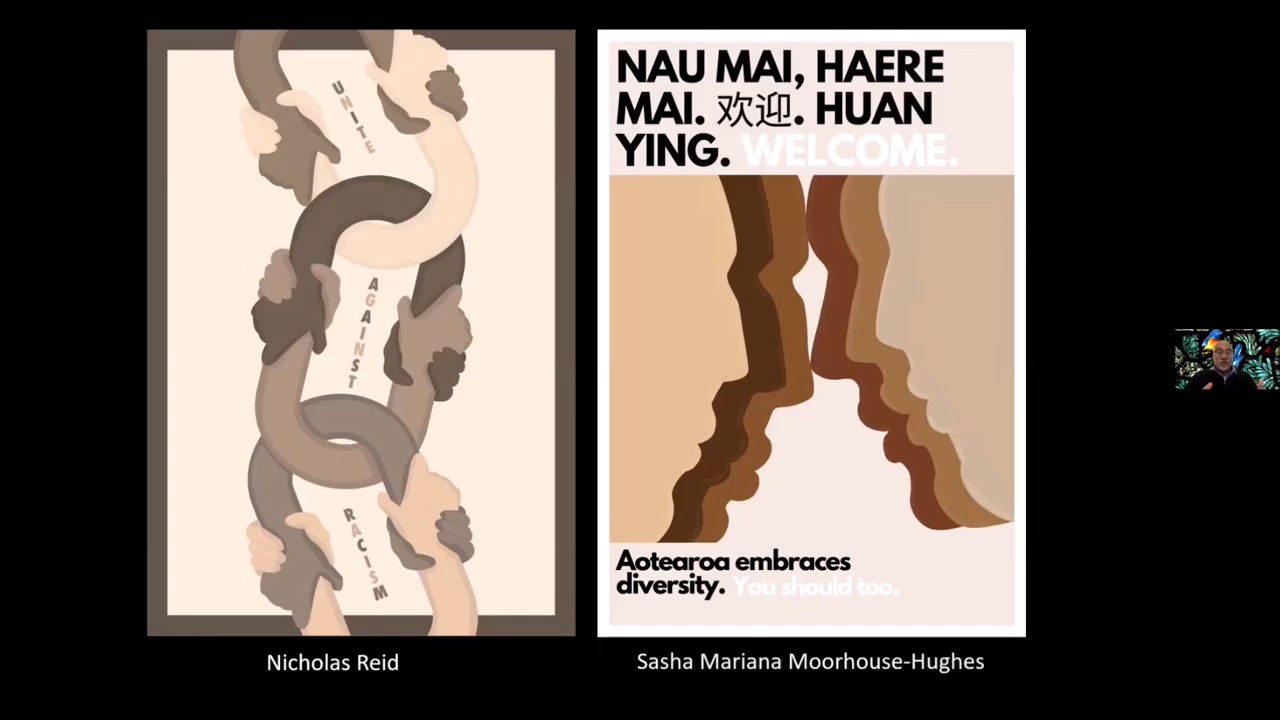 UNITE
AGAINST
RACISM
NAU MAI, HAERE
MAI. 欢迎. HUAN
YING. WELCOME.
Aotearoa embraces
diversity. You should too.
Nicholas Reid
Sasha Mariana Moorhouse-Hughes